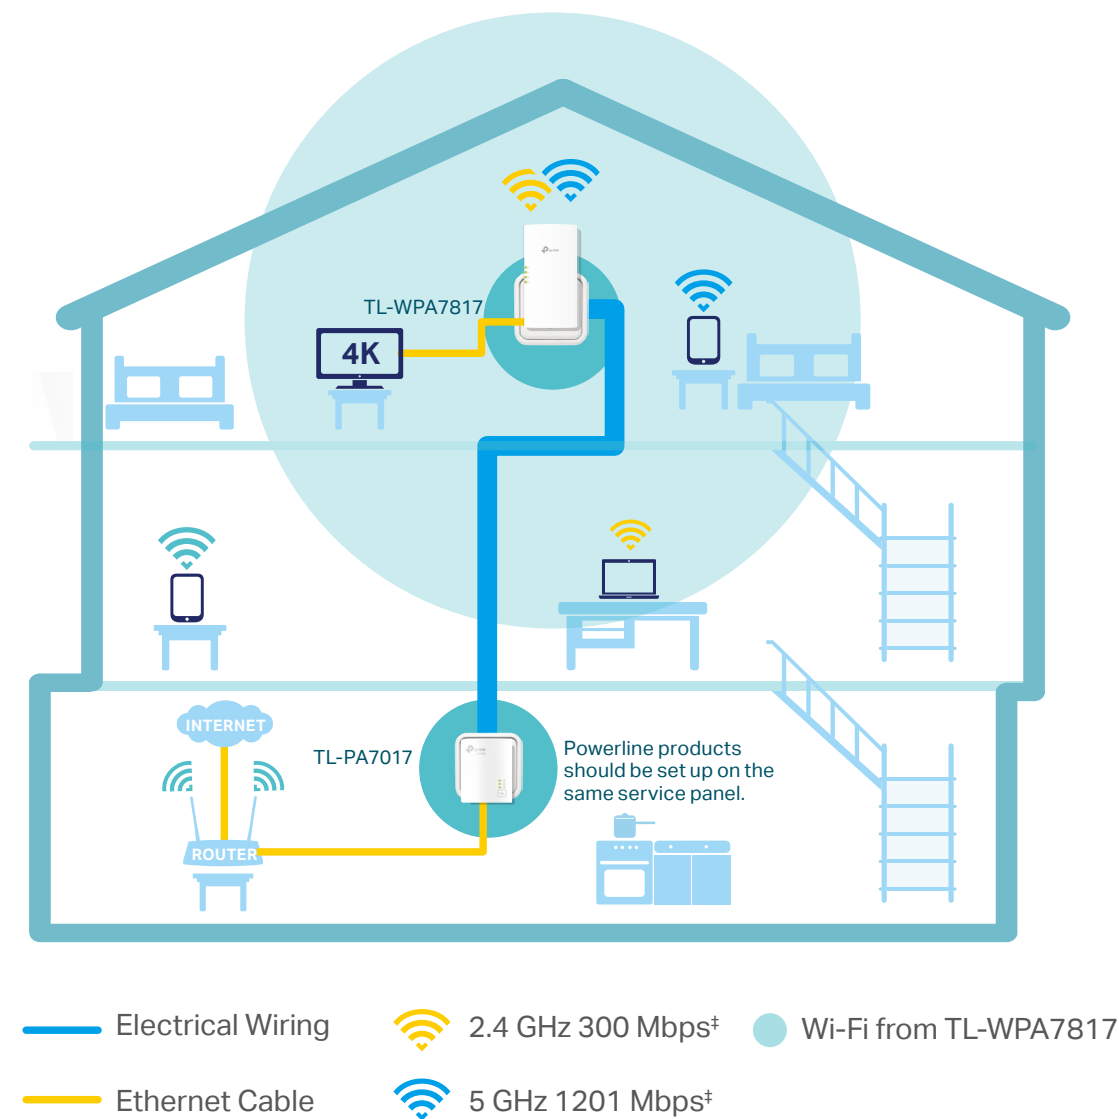 TL-WPA7817
4K
INTERNET
TL-PA7017
Powerline products
should be set up on the
same service panel.
ROUTER
Electrical Wiring
2.4 GHz 300 Mbps‡
Wi-Fi from TL-WPA7817
Ethernet Cable
5 GHz 1201 Mbps‡